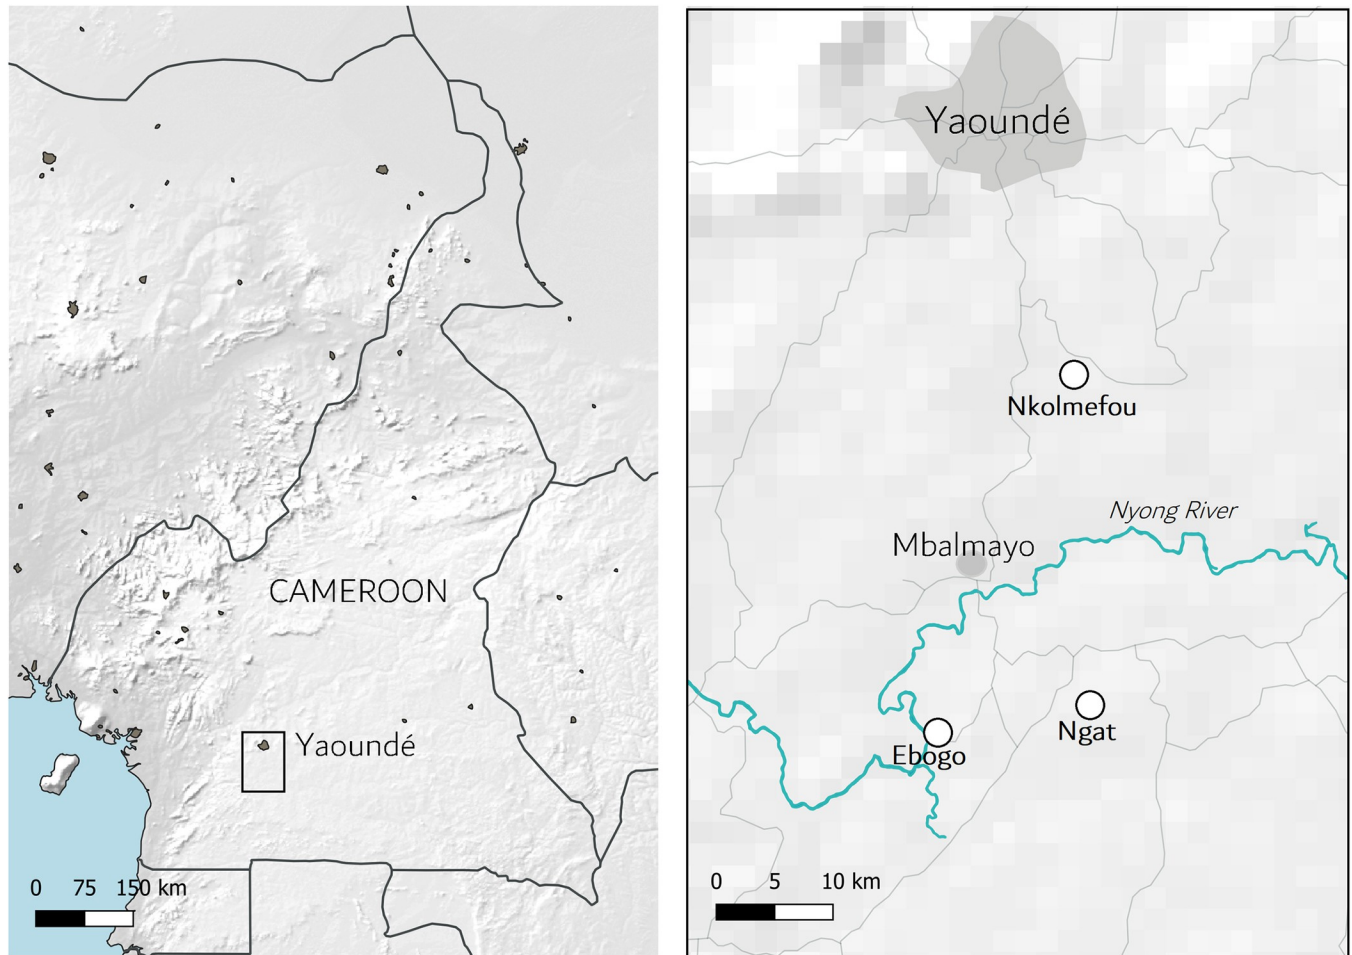 CAMEROON
Yaoundé
0 75 150 km
Yaoundé
Nkolmefou
Nyong River
Mbalmayo
Ngat
Ebogo
0 5 10 km